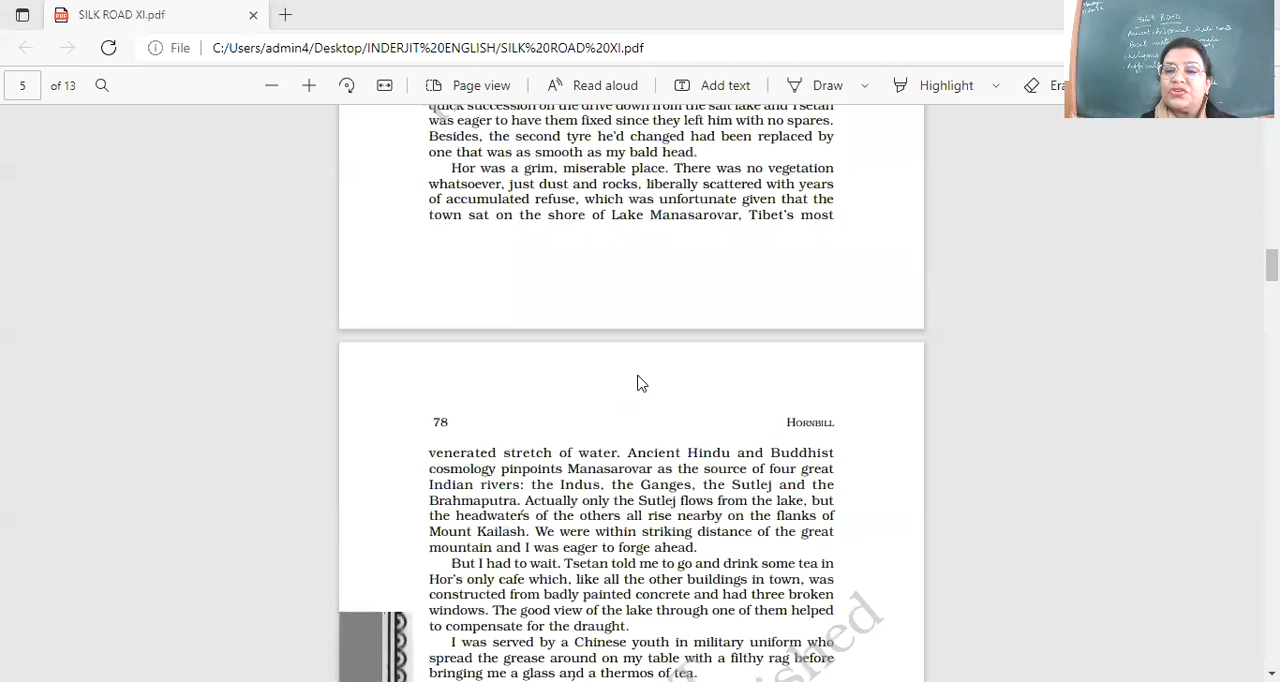 SILK ROAD XI.pdf
File
C:/Users/admin4/Desktop/INDERJIT%20ENGLISH/SILK%20ROAD%20XI.pdf
5 of 13
Page view
Read aloud
Add text
Draw
Highlight
SILK ROAD
quick succession on the drive down from the salt lake and Tsetan
was eager to have them fixed since they left him with no spares.
Besides, the second tyre he'd changed had been replaced by
one that was as smooth as my bald head.
Hor was a grim, miserable place. There was no vegetation
whatsoever, just dust and rocks, liberally scattered with years
of accumulated refuse, which was unfortunate given that the
town sat on the shore of Lake Manasarovar, Tibet's most
78 HORNBILL
venerated stretch of water. Ancient Hindu and Buddhist
cosmology pinpoints Manasarovar as the source of four great
Indian rivers: the Indus, the Ganges, the Sutlej and the
Brahmaputra. Actually only the Sutlej flows from the lake, but
the headwaters of the others all rise nearby on the flanks of
Mount Kailash. We were within striking distance of the great
mountain and I was eager to forge ahead.
But I had to wait. Tsetan told me to go and drink some tea in
Hor's only cafe which, like all the other buildings in town, was
constructed from badly painted concrete and had three broken
windows. The good view of the lake through one of them helped
to compensate for the draught.
I was served by a Chinese youth in military uniform who
spread the grease around on my table with a filthy rag before
bringing me a glass and a thermos of tea.